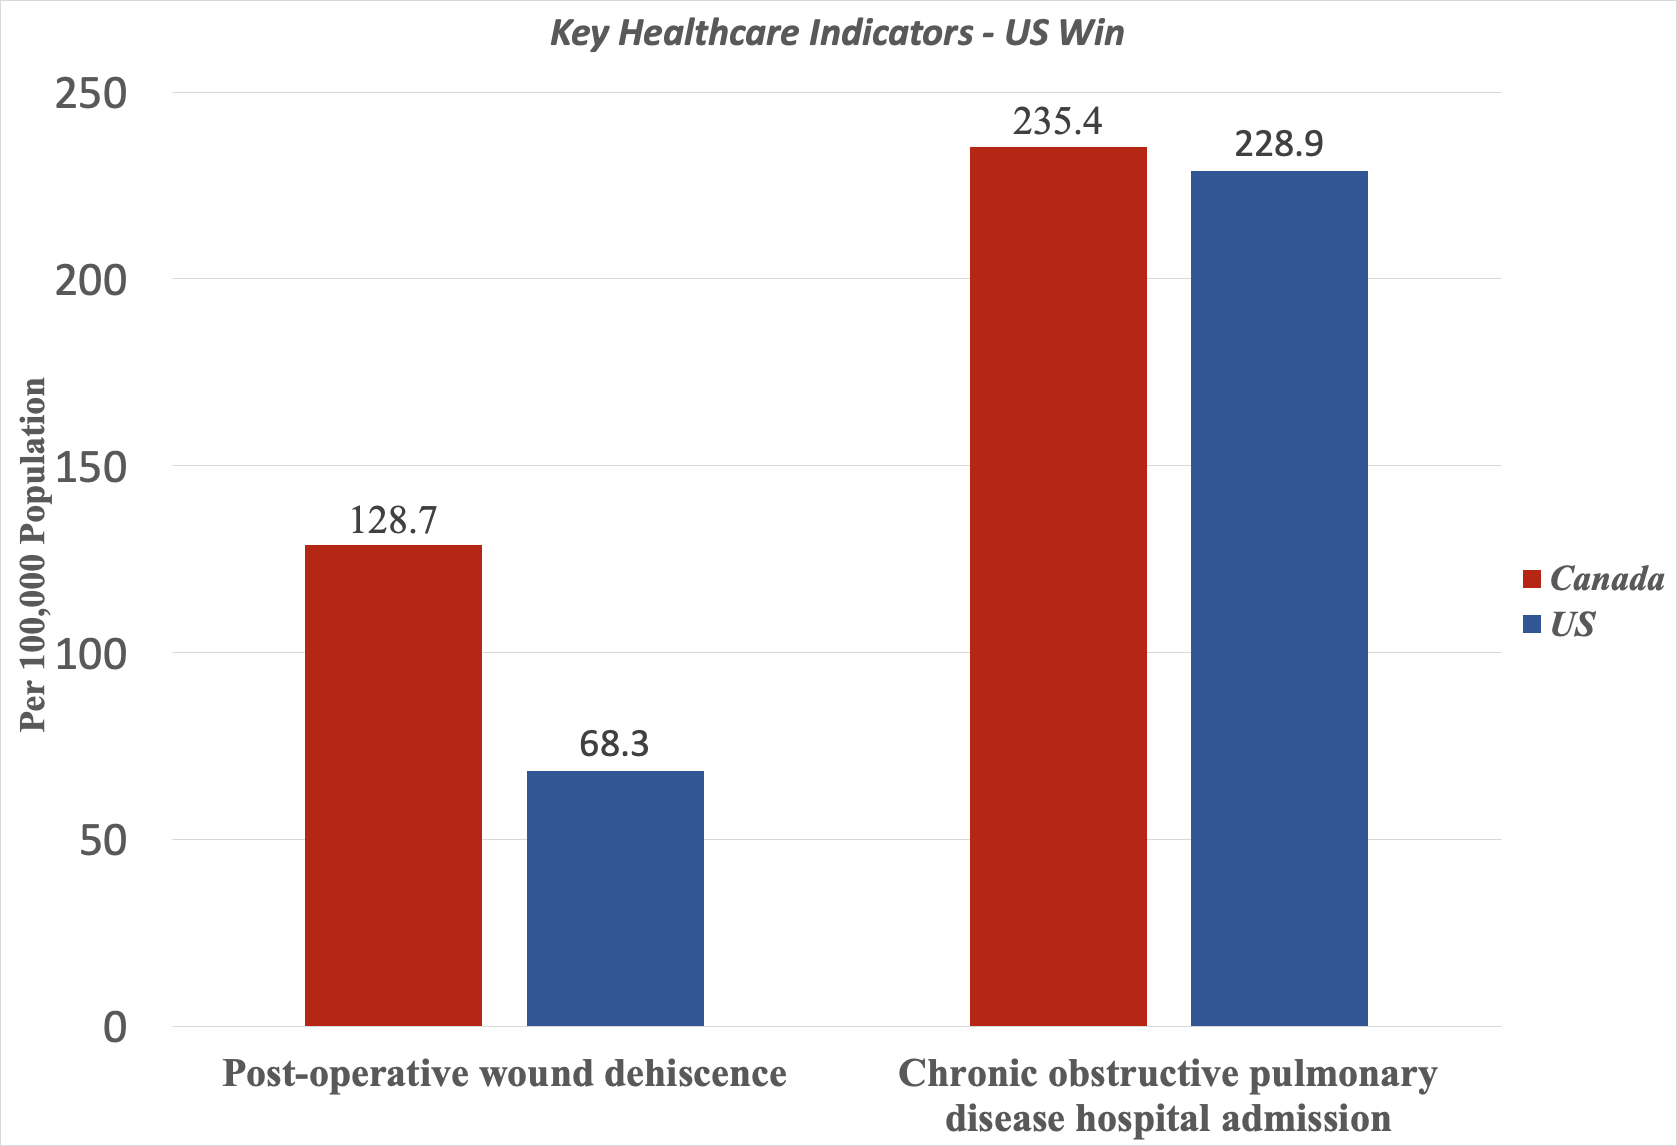 Key Healthcare Indicators - US Win
Per 100,000 Population
250
200
150
100
50
0
128.7
68.3
235.4
228.9
Post-operative wound dehiscence
Chronic obstructive pulmonary
disease hospital admission
Canada
US